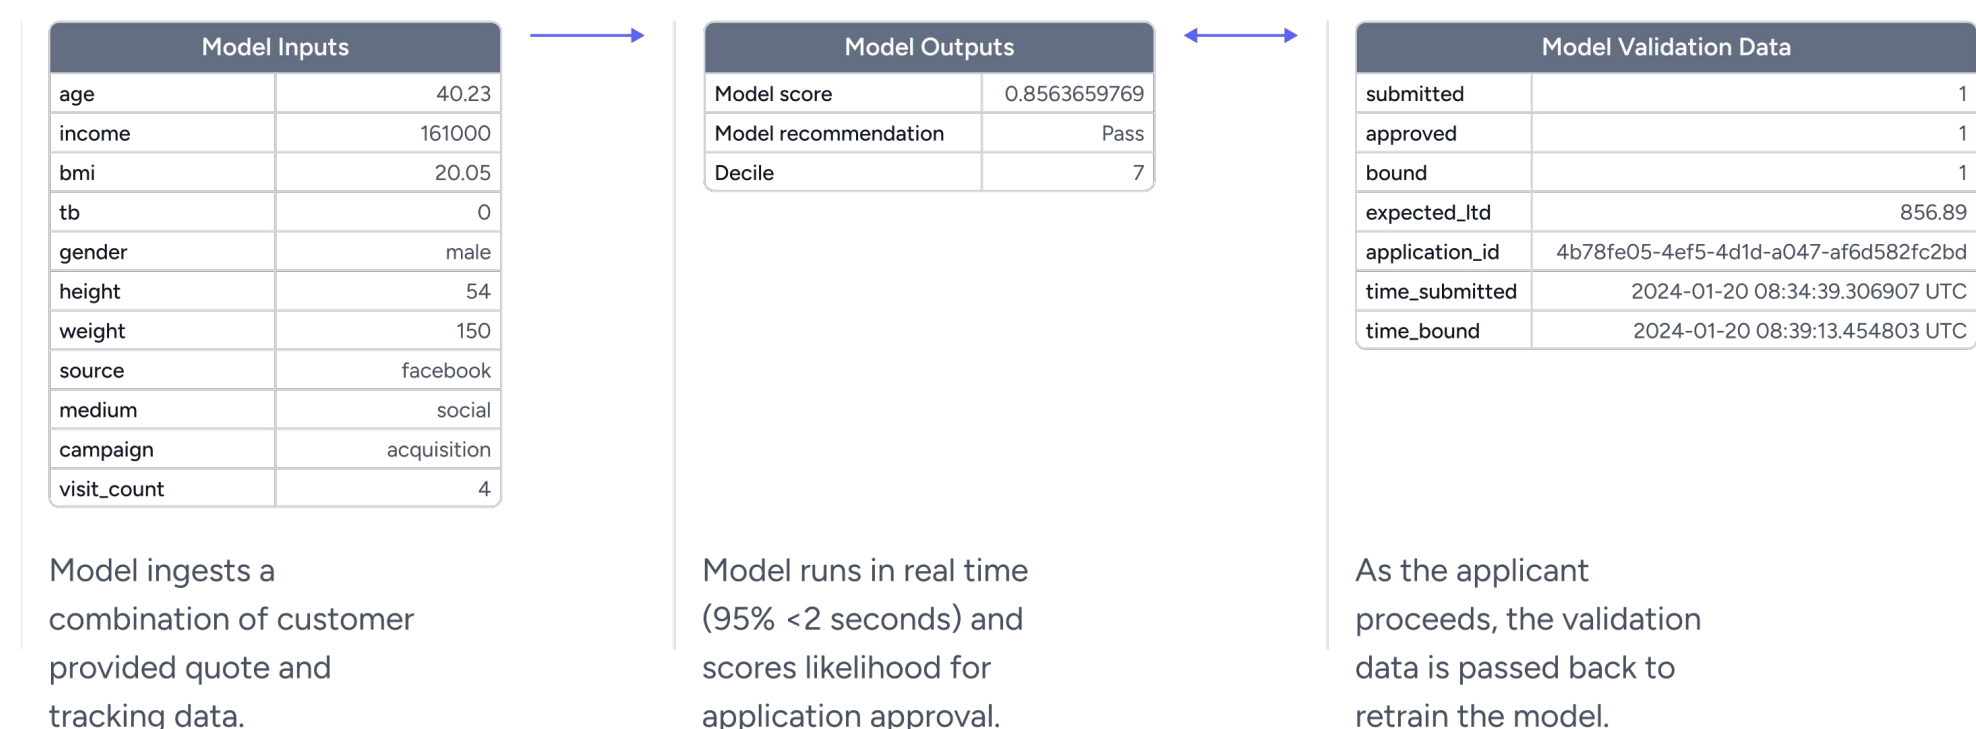 Model Inputs
age 40.23
income 161000
bmi 20.05
tb 0
gender male
height 54
weight 150
source facebook
medium social
campaign acquisition
visit_count 4
Model ingests a
combination of customer
provided quote and
tracking data.
Model Outputs
Model score 0.8563659769
Model recommendation Pass
Decile 7
Model runs in real time
(95% <2 seconds) and
scores likelihood for
application approval.
Model Validation Data
submitted 1
approved 1
bound 1
expected_ltd 856.89
application_id 4b78fe05-4ef5-4d1d-a047-af6d582fc2bd
time_submitted 2024-01-20 08:34:39.306907 UTC
time_bound 2024-01-20 08:39:13.454803 UTC
As the applicant
proceeds, the validation
data is passed back to
retrain the model.